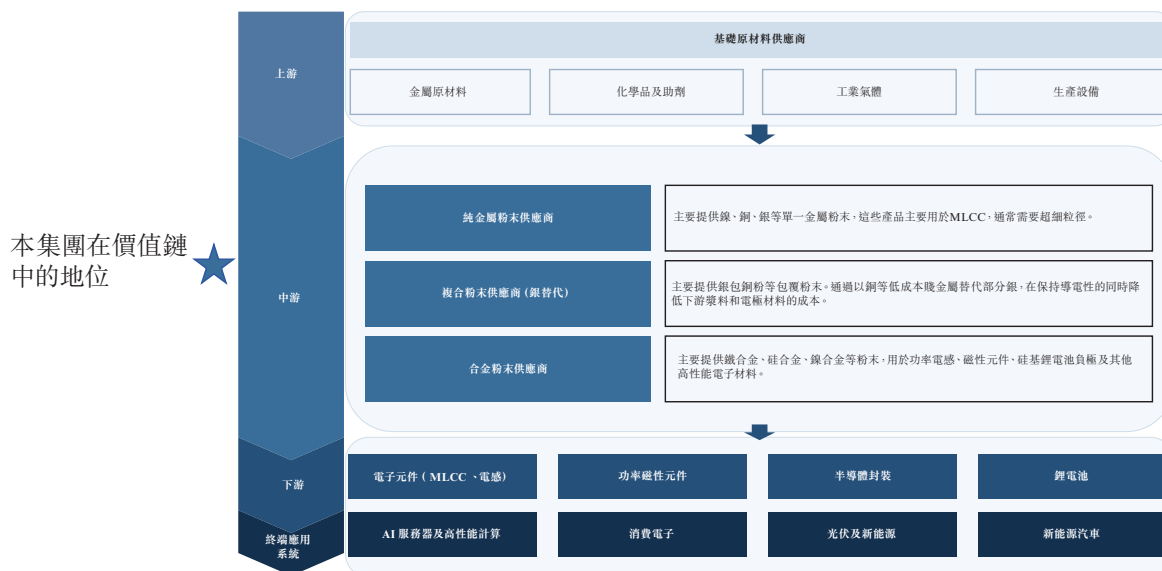 上游
基礎原材料供應商
金屬原材料
化學品及助劑
工業氣體
生產設備
本集團在價值鏈
中的地位
中游
純金屬粉末供應商
主要提供鎳、銅、銀等單一金屬粉末，這些產品主要用於MLCC，通常需要超細粒徑。
複合粉末供應商（銀替代）
主要提供銀包銅粉等包覆粉末。通過以銅等低成本賤金屬替代部分銀，在保持導電性的同時降
低下游漿料和電極材料的成本。
合金粉末供應商
主要提供鐵合金、硅合金、鎳合金等粉末，用於功率電感、磁性元件、硅基鋰電池負極及其他
高性能電子材料。
下游
電子元件（MLCC、電感）
功率磁性元件
半導體封裝
鋰電池
終端應用
系統
AI 服務器及高性能計算
消費電子
光伏及新能源
新能源汽車